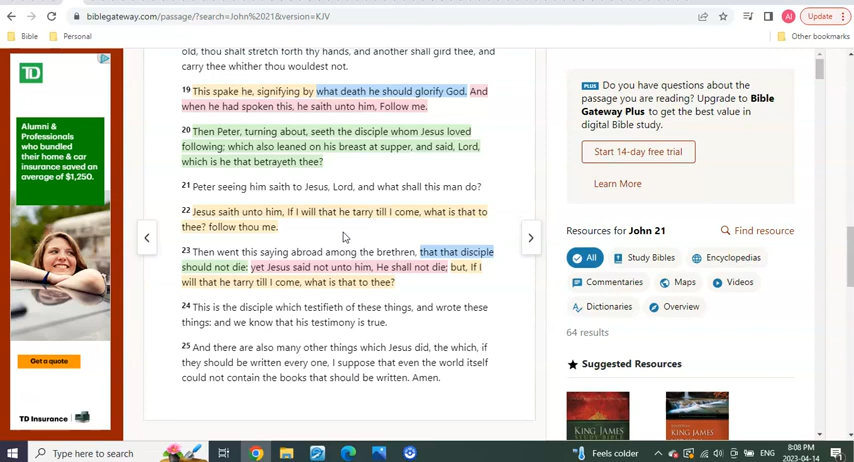 biblegateway.com/passage/?search=John%2021&version=KJV
AI
Update
Bible
Personal
Other bookmarks
TD
Alumni &
Professionals
who bundled
their home & car
insurance saved an
average of $1,250.
Get a quote
TD Insurance
old, thou shalt stretch forth thy hands, and another shall gird thee, and
carry thee whither thou wouldest not.
19 This spake he, signifying by what death he should glorify God. And
when he had spoken this, he saith unto him, Follow me.
20 Then Peter, turning about, seeth the disciple whom Jesus loved
following; which also leaned on his breast at supper, and said, Lord,
which is he that betrayeth thee?
21 Peter seeing him saith to Jesus, Lord, and what shall this man do?
22 Jesus saith unto him, If I will that he tarry till I come, what is that to
thee? follow thou me.
23 Then went this saying abroad among the brethren, that that disciple
should not die: yet Jesus said not unto him, He shall not die; but, If I
will that he tarry till I come, what is that to thee?
24 This is the disciple which testifieth of these things, and wrote these
things: and we know that his testimony is true.
25 And there are also many other things which Jesus did, the which, if
they should be written every one, I suppose that even the world itself
could not contain the books that should be written. Amen.
PLUS Do you have questions about the
passage you are reading? Upgrade to Bible
Gateway Plus to get the best value in
digital Bible study.
Start 14-day free trial
Learn More
Resources for John 21
Find resource
All
Study Bibles
Encyclopedias
Commentaries
Maps
Videos
Dictionaries
Overview
64 results
Suggested Resources
KING JAMES
STUDY BIBLE
KING JAMES
Type here to search
Feels colder
ENG
8:08 PM
2023-04-14